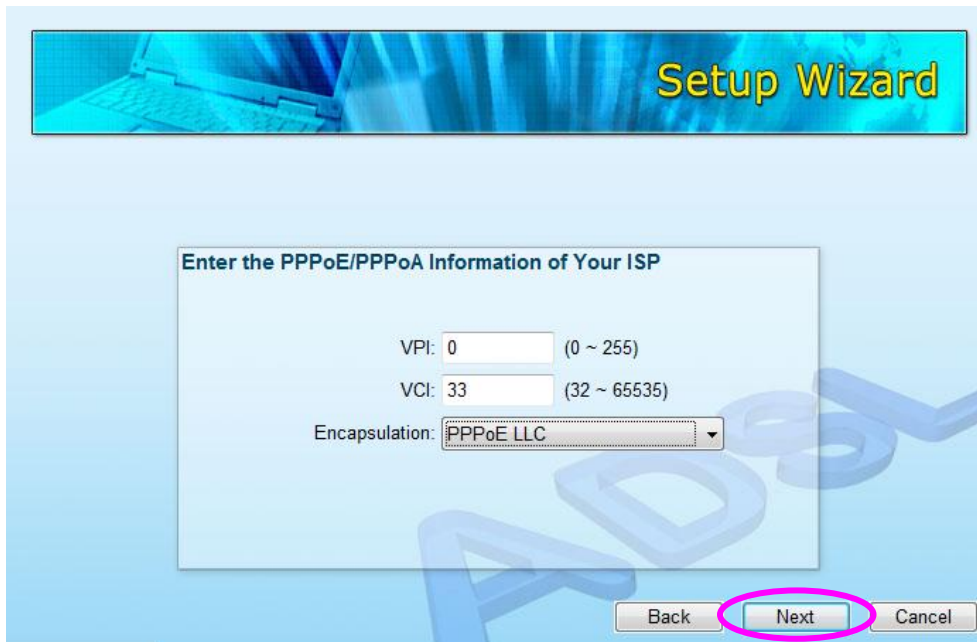 Setup Wizard
Enter the PPPoE/PPPoA Information of Your ISP
VPI: 0 (0 ~ 255)
VCI: 33 (32 ~ 65535)
Encapsulation: PPPoE LLC
ADSL
Back Next Cancel